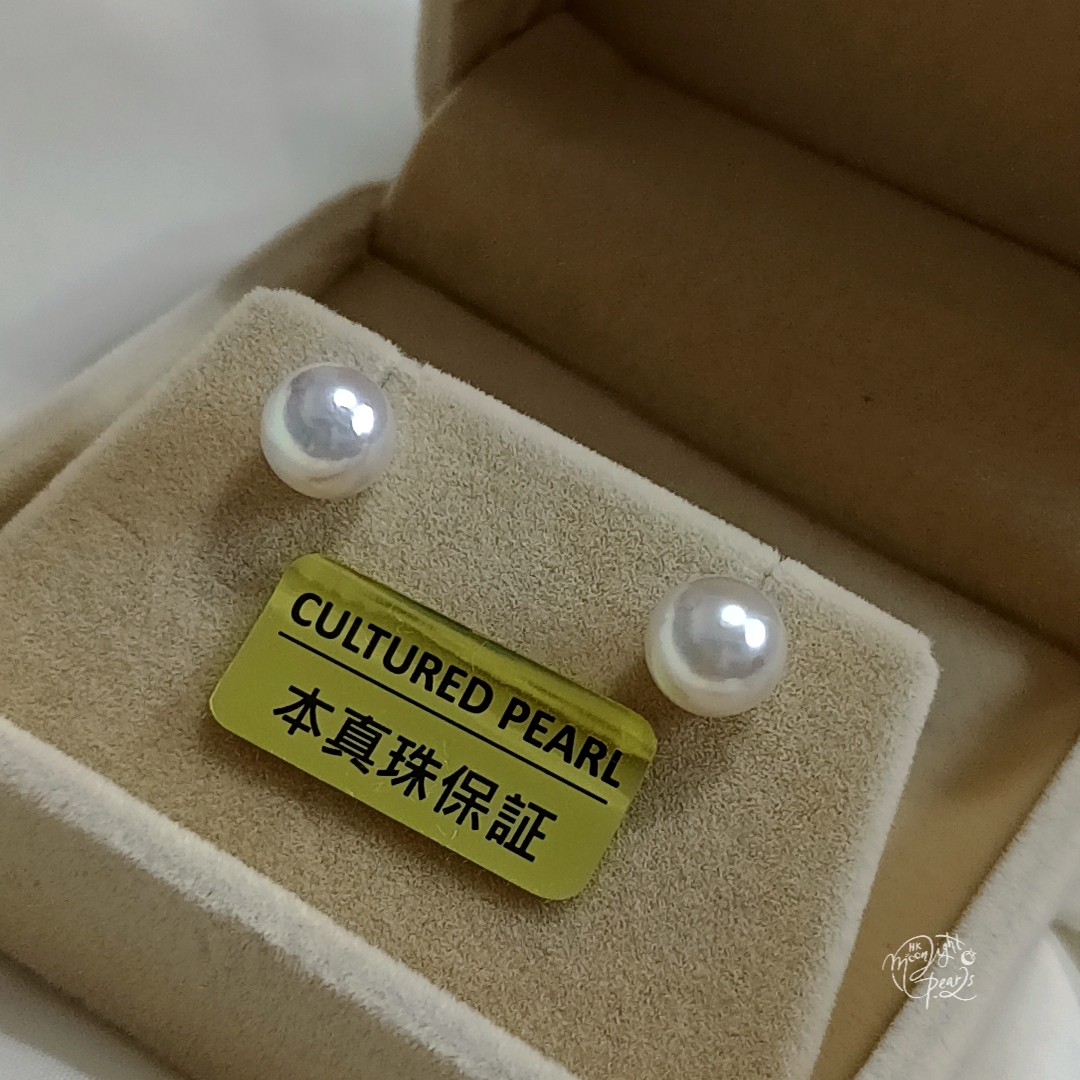 CULTURED PEARL
本真珠保証
HK
Moonlight
Pearls